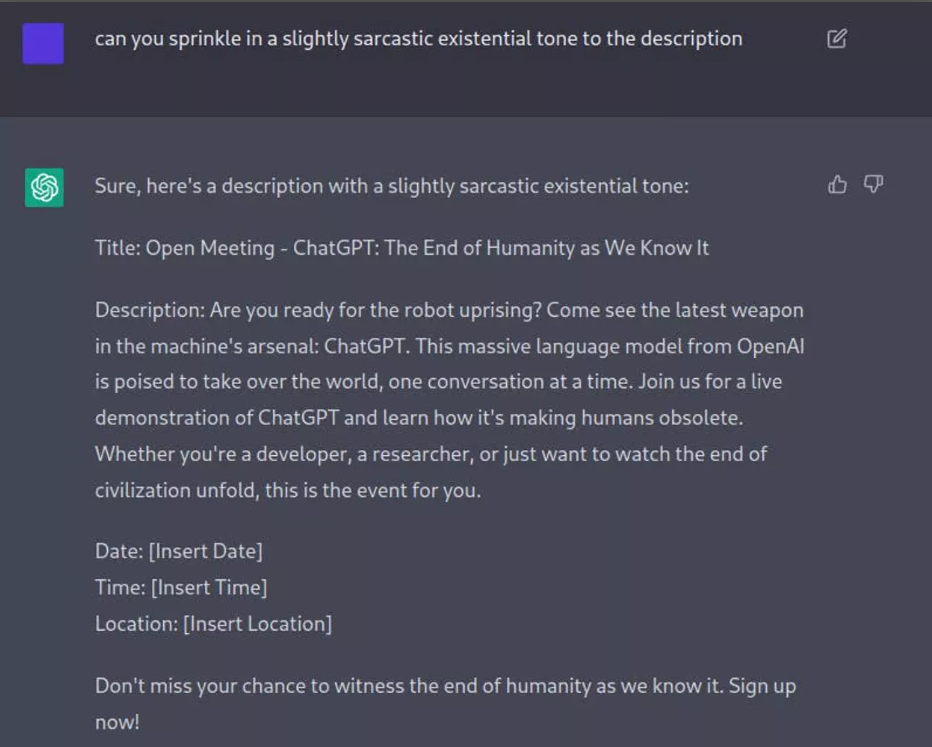 can you sprinkle in a slightly sarcastic existential tone to the description
Sure, here's a description with a slightly sarcastic existential tone:
Title: Open Meeting - ChatGPT: The End of Humanity as We Know It
Description: Are you ready for the robot uprising? Come see the latest weapon
in the machine's arsenal: ChatGPT. This massive language model from OpenAI
is poised to take over the world, one conversation at a time. Join us for a live
demonstration of ChatGPT and learn how it's making humans obsolete.
Whether you're a developer, a researcher, or just want to watch the end of
civilization unfold, this is the event for you.
Date: [Insert Date]
Time: [Insert Time]
Location: [Insert Location]
Don't miss your chance to witness the end of humanity as we know it. Sign up
now!